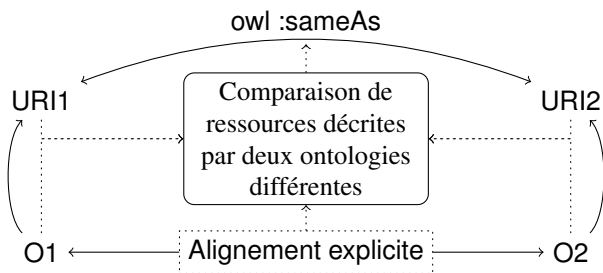 owl :sameAs
URI1
URI2
Comparaison de
ressources décrites
par deux ontologies
différentes
O1
Alignement explicite
O2